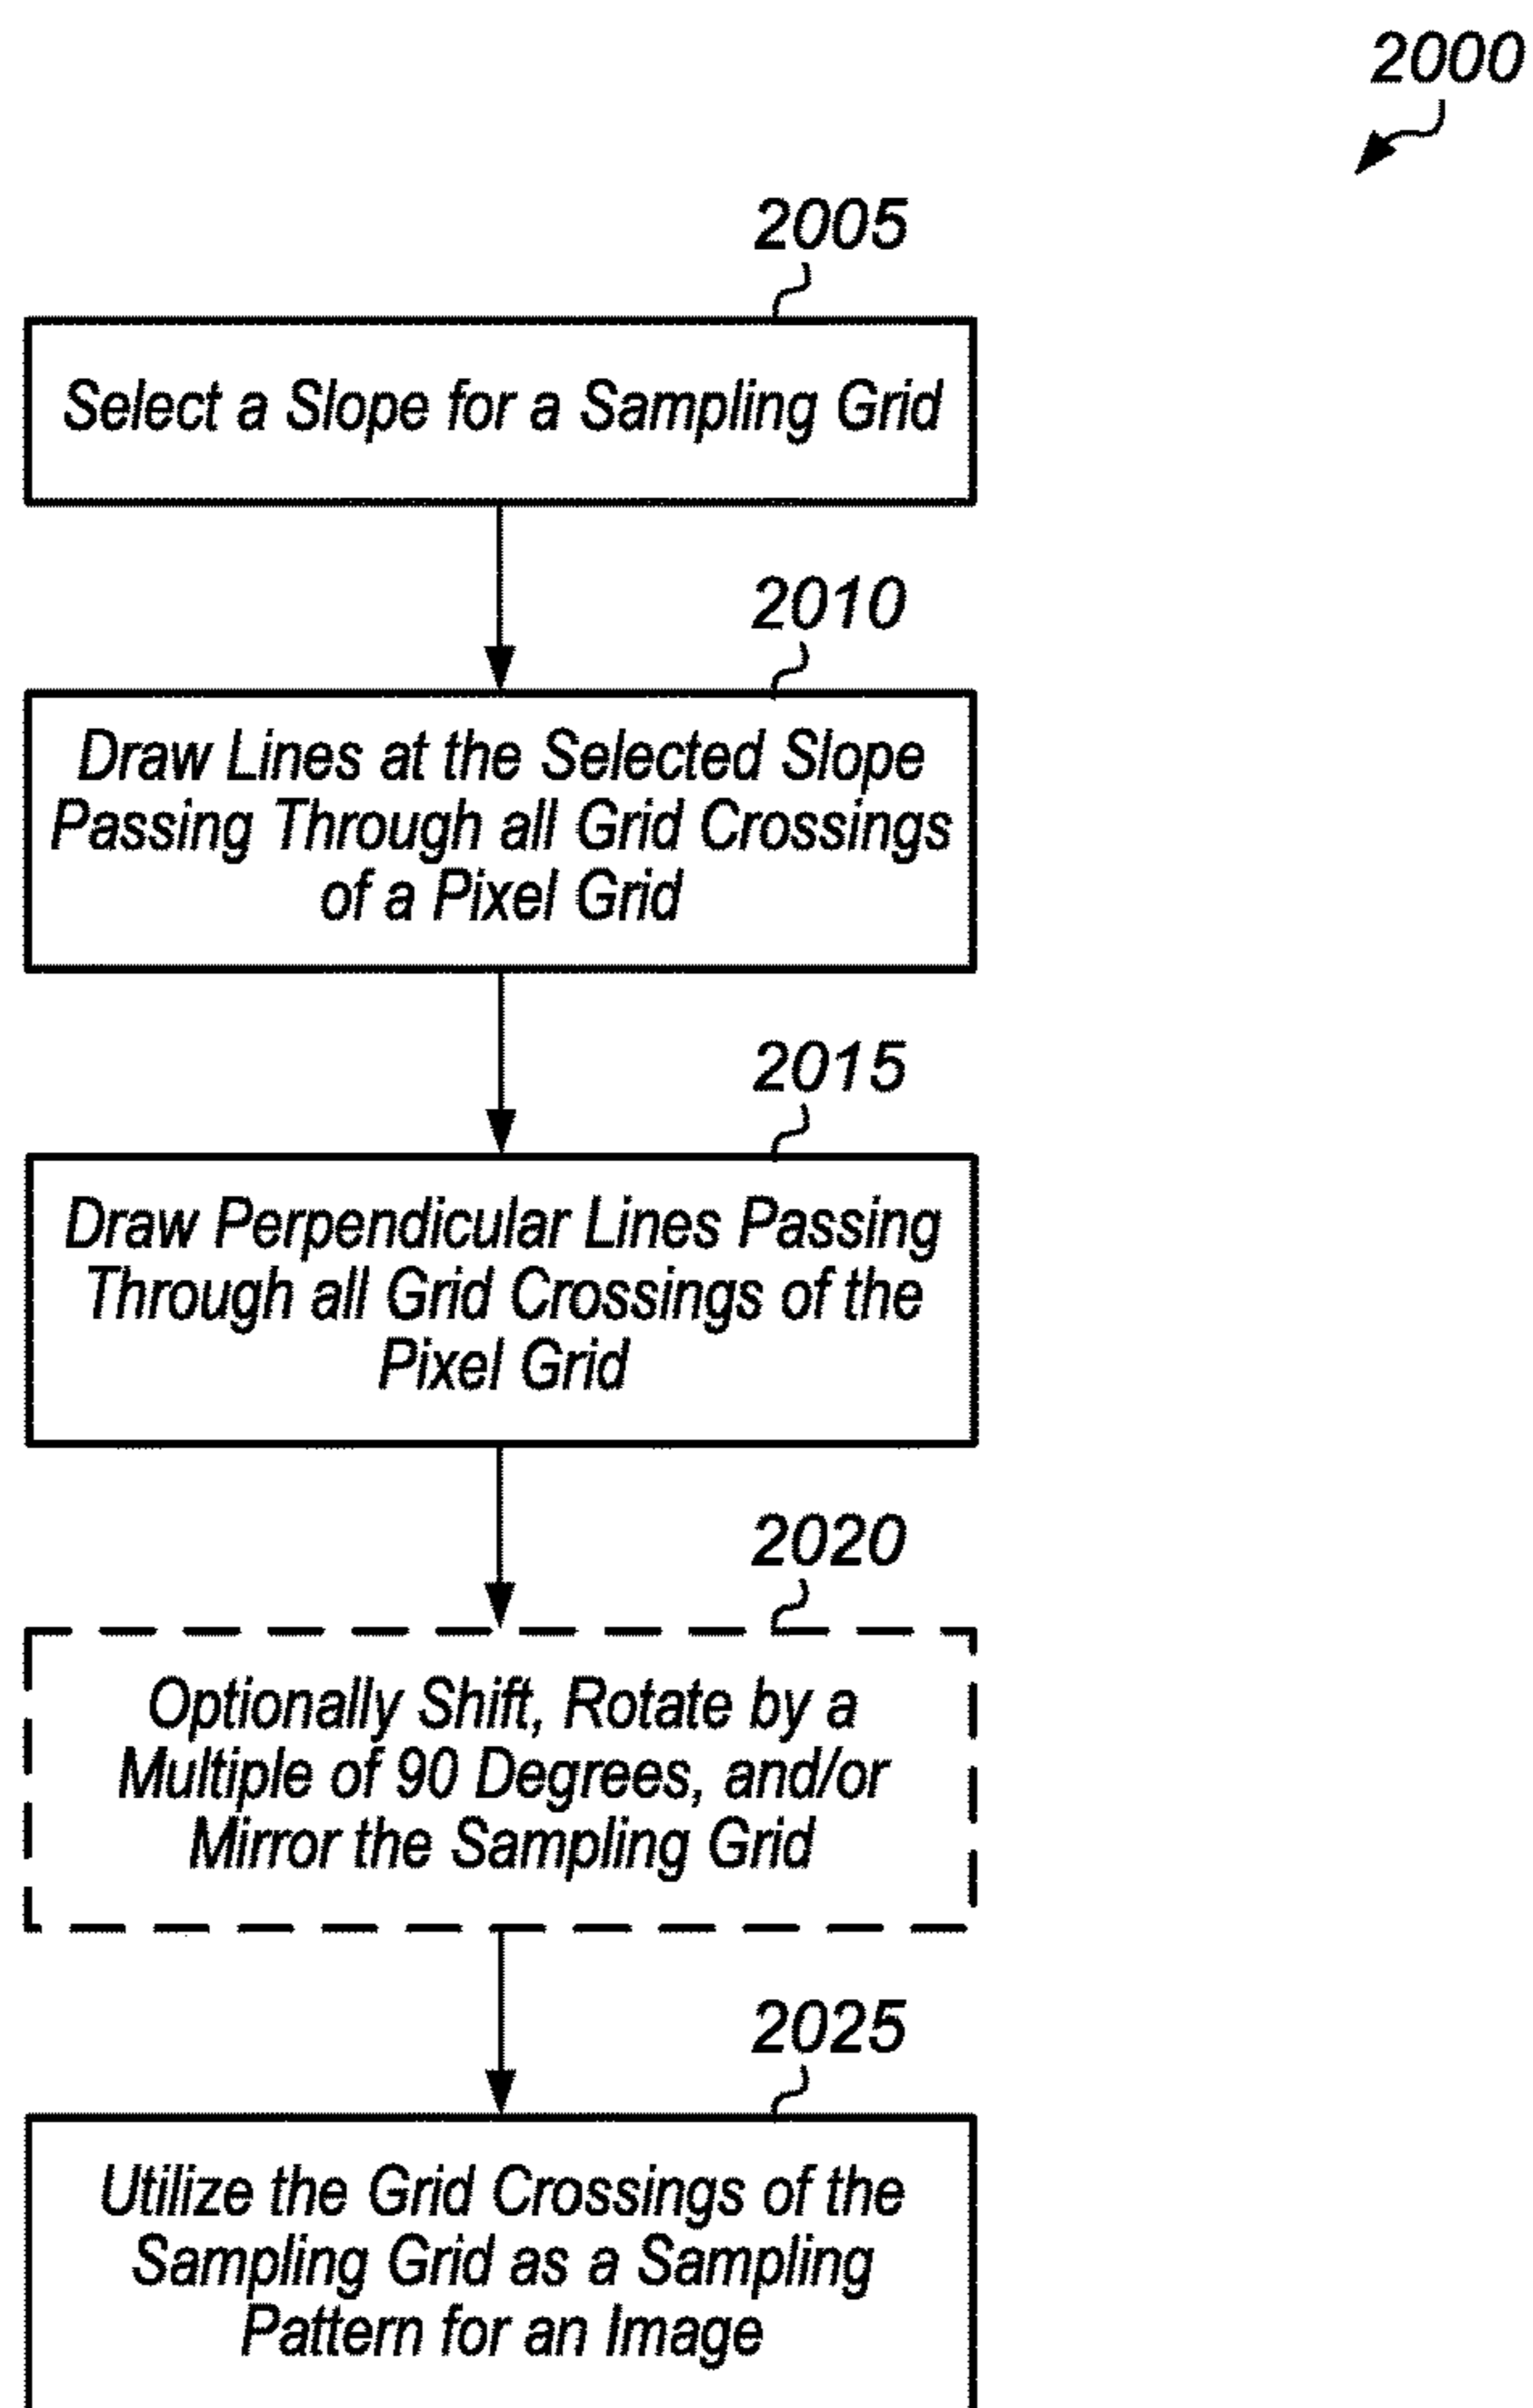 2000
2005
Select a Slope for a Sampling Grid
2010
Draw Lines at the Selected Slope
Passing Through all Grid Crossings
of a Pixel Grid
2015
Draw Perpendicular Lines Passing
Through all Grid Crossings of the
Pixel Grid
2020
Optionally Shift, Rotate by a
Multiple of 90 Degrees, and/or
Mirror the Sampling Grid
2025
Utilize the Grid Crossings of the
Sampling Grid as a Sampling
Pattern for an Image